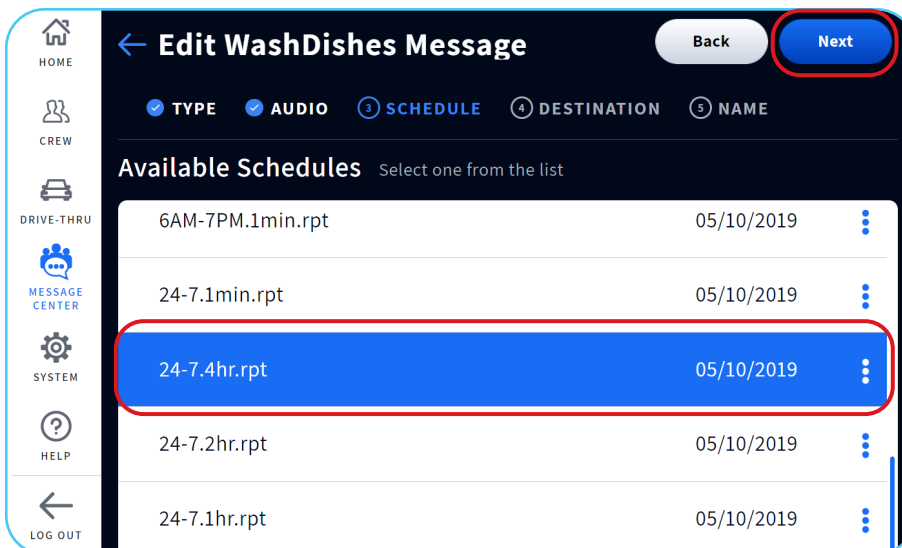 HOME
CREW
DRIVE-THRU
MESSAGE
CENTER
SYSTEM
HELP
LOG OUT
Edit WashDishes Message
Back
Next
TYPE
AUDIO
3 SCHEDULE
4 DESTINATION
5 NAME
Available Schedules Select one from the list
6AM-7PM.1min.rpt 05/10/2019
24-7.1min.rpt 05/10/2019
24-7.4hr.rpt 05/10/2019
24-7.2hr.rpt 05/10/2019
24-7.1hr.rpt 05/10/2019